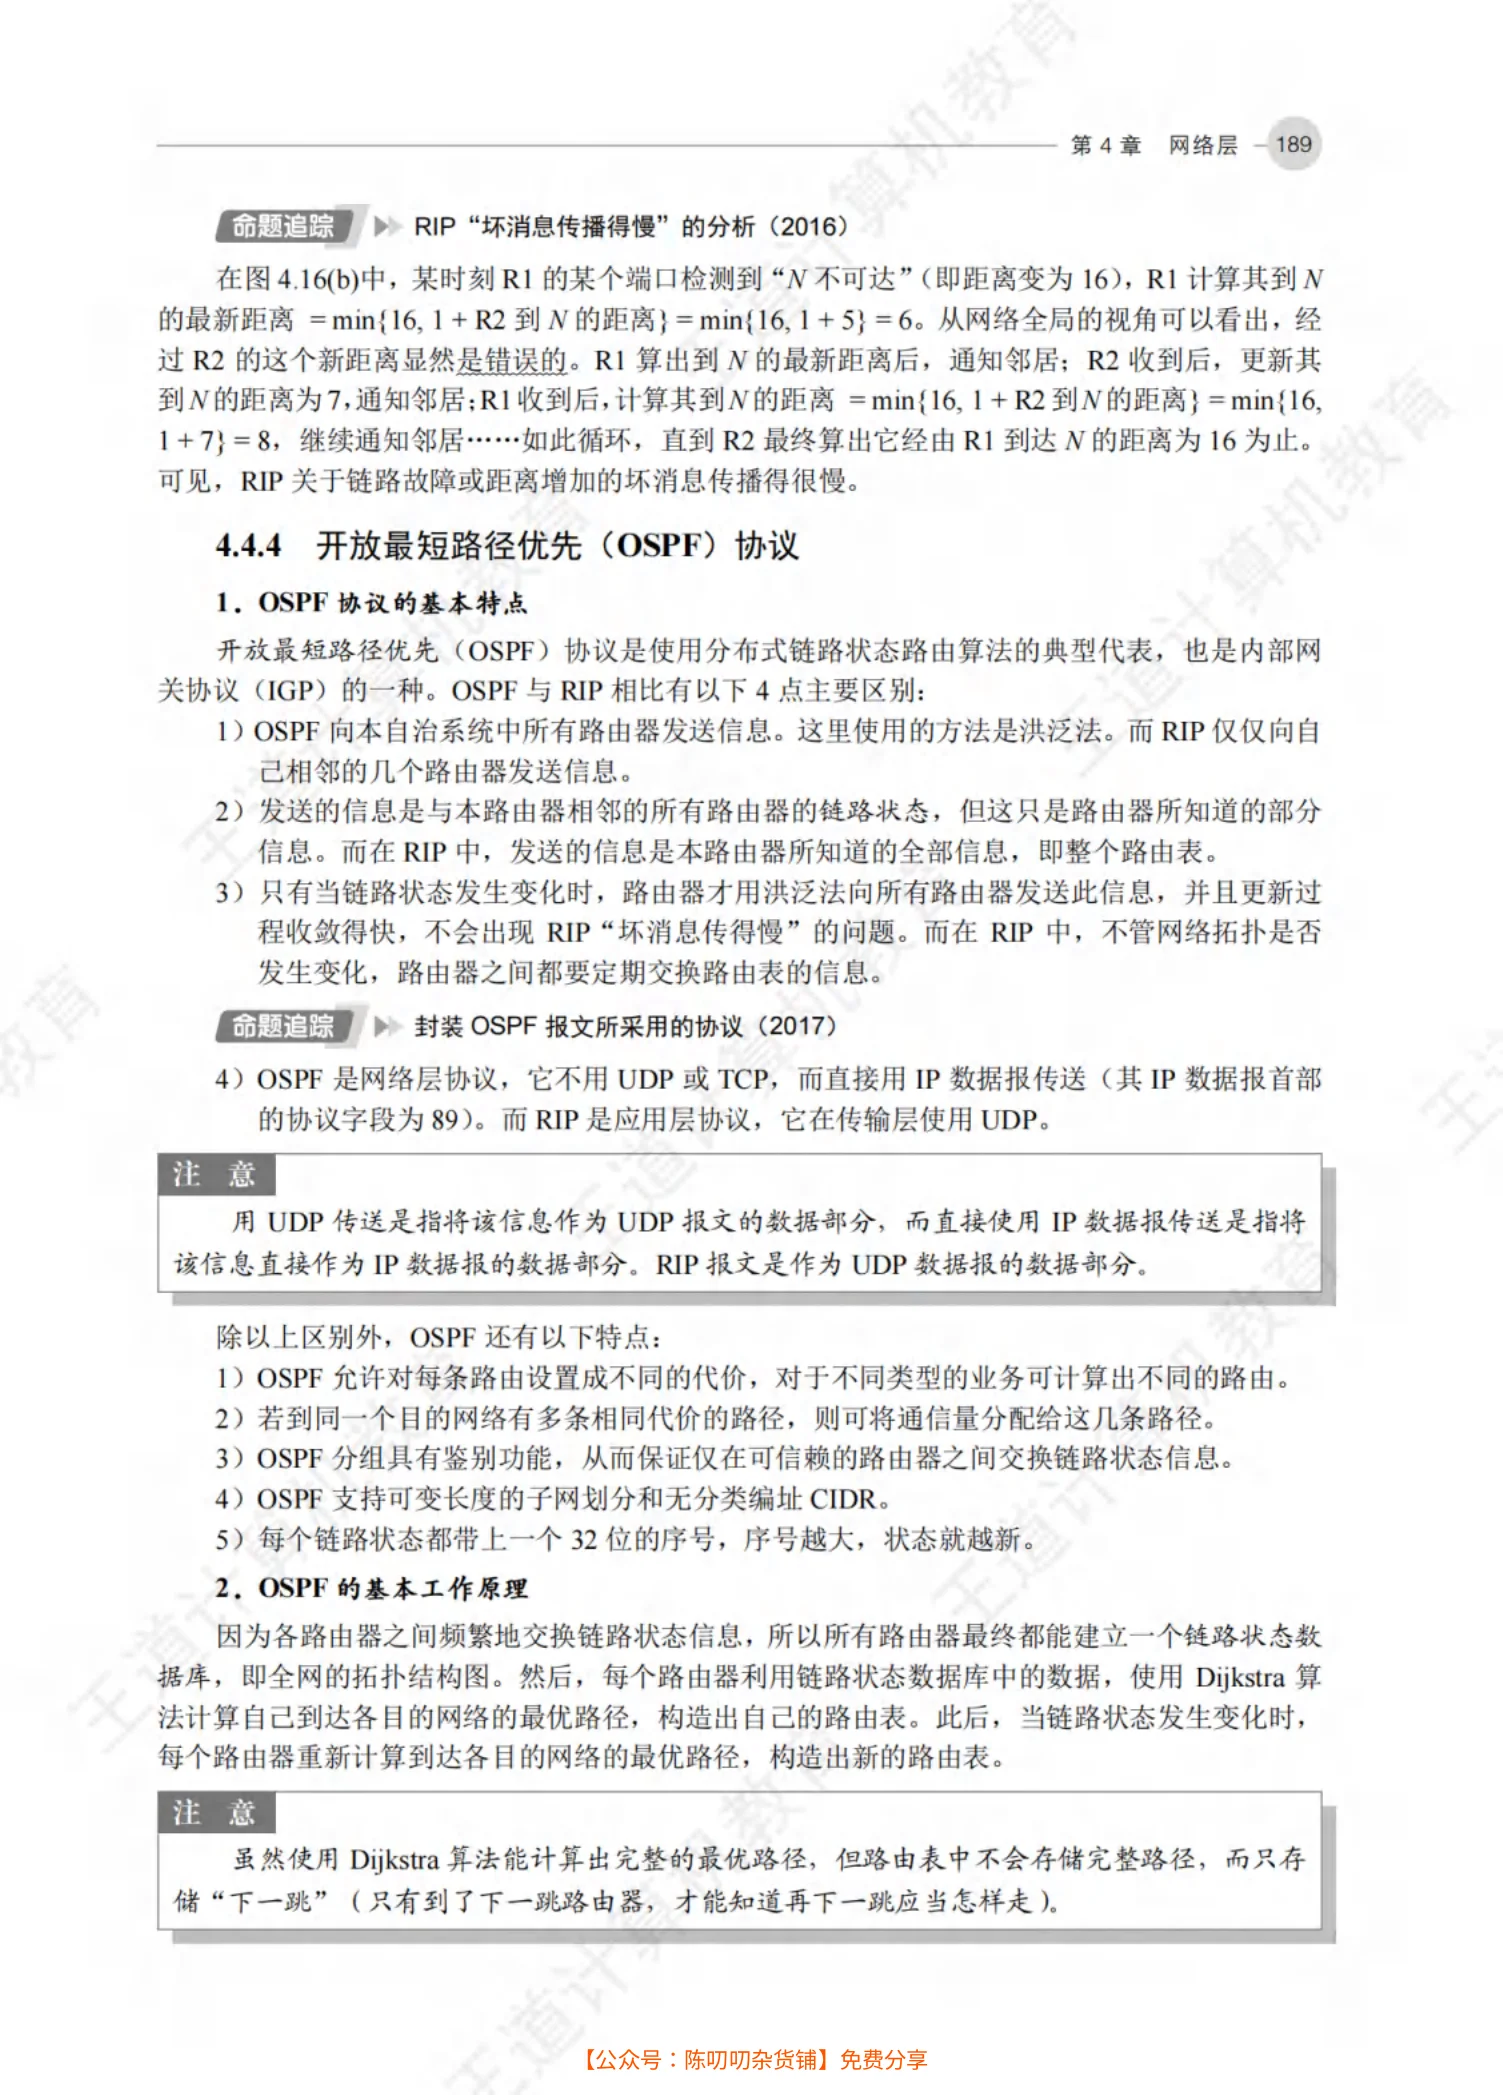 第 4 章 网络层 189
命题追踪 RIP“坏消息传播得慢”的分析（2016）
在图 4.16(b)中，某时刻 R1 的某个端口检测到“N 不可达”（即距离变为 16），R1 计算其到 N
的最新距离 = min{16, 1 + R2 到 N 的距离} = min{16, 1 + 5} = 6。从网络全局的视角可以看出，经
过 R2 的这个新距离显然是错误的。R1 算出到 N 的最新距离后，通知邻居；R2 收到后，更新其
到 N 的距离为 7，通知邻居；R1 收到后，计算其到 N 的距离 = min{16, 1 + R2 到 N 的距离} = min{16,
1 + 7} = 8，继续通知邻居……如此循环，直到 R2 最终算出它经由 R1 到达 N 的距离为 16 为止。
可见，RIP 关于链路故障或距离增加的坏消息传播得很慢。
4.4.4 开放最短路径优先（OSPF）协议
1．OSPF 协议的基本特点
开放最短路径优先（OSPF）协议是使用分布式链路状态路由算法的典型代表，也是内部网
关协议（IGP）的一种。OSPF 与 RIP 相比有以下 4 点主要区别：
1）OSPF 向本自治系统中所有路由器发送信息。这里使用的方法是洪泛法。而 RIP 仅仅向自
己相邻的几个路由器发送信息。
2）发送的信息是与本路由器相邻的所有路由器的链路状态，但这只是路由器所知道的部分
信息。而在 RIP 中，发送的信息是本路由器所知道的全部信息，即整个路由表。
3）只有当链路状态发生变化时，路由器才用洪泛法向所有路由器发送此信息，并且更新过
程收敛得快，不会出现 RIP“坏消息传得慢”的问题。而在 RIP 中，不管网络拓扑是否
发生变化，路由器之间都要定期交换路由表的信息。
命题追踪 封装 OSPF 报文所采用的协议（2017）
4）OSPF 是网络层协议，它不用 UDP 或 TCP，而直接用 IP 数据报传送（其 IP 数据报首部
的协议字段为 89）。而 RIP 是应用层协议，它在传输层使用 UDP。
注 意
用 UDP 传送是指将该信息作为 UDP 报文的数据部分，而直接使用 IP 数据报传送是指将
该信息直接作为 IP 数据报的数据部分。RIP 报文是作为 UDP 数据报的数据部分。
除以上区别外，OSPF 还有以下特点：
1）OSPF 允许对每条路由设置成不同的代价，对于不同类型的业务可计算出不同的路由。
2）若到同一个目的网络有多条相同代价的路径，则可将通信量分配给这几条路径。
3）OSPF 分组具有鉴别功能，从而保证仅在可信赖的路由器之间交换链路状态信息。
4）OSPF 支持可变长度的子网划分和无分类编址 CIDR。
5）每个链路状态都带上一个 32 位的序号，序号越大，状态就越新。
2．OSPF 的基本工作原理
因为各路由器之间频繁地交换链路状态信息，所以所有路由器最终都能建立一个链路状态数
据库，即全网的拓扑结构图。然后，每个路由器利用链路状态数据库中的数据，使用 Dijkstra 算
法计算自己到达各目的网络的最优路径，构造出自己的路由表。此后，当链路状态发生变化时，
每个路由器重新计算到达各目的网络的最优路径，构造出新的路由表。
注 意
虽然使用 Dijkstra 算法能计算出完整的最优路径，但路由表中不会存储完整路径，而只存
储“下一跳”（只有到了下一跳路由器，才能知道再下一跳应当怎样走）。
【公众号：陈叨叨杂货铺】免费分享